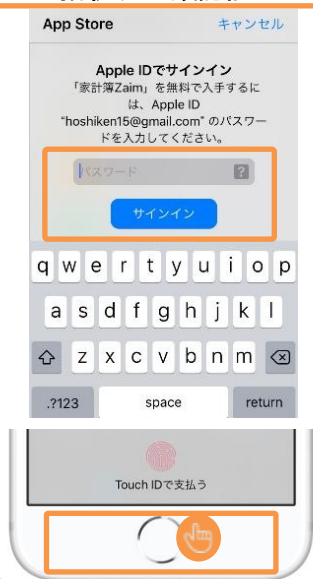 App Store キャンセル
Apple IDでサインイン
「家計簿Zaim」を無料で入手するに
は、Apple ID
“hoshiken15@gmail.com” のパスワー
ドを入力してください。
パスワード ?
サインイン
q w e r t y u i o p
a s d f g h j k l
z x c v b n m
.?123 space return
Touch IDで支払う